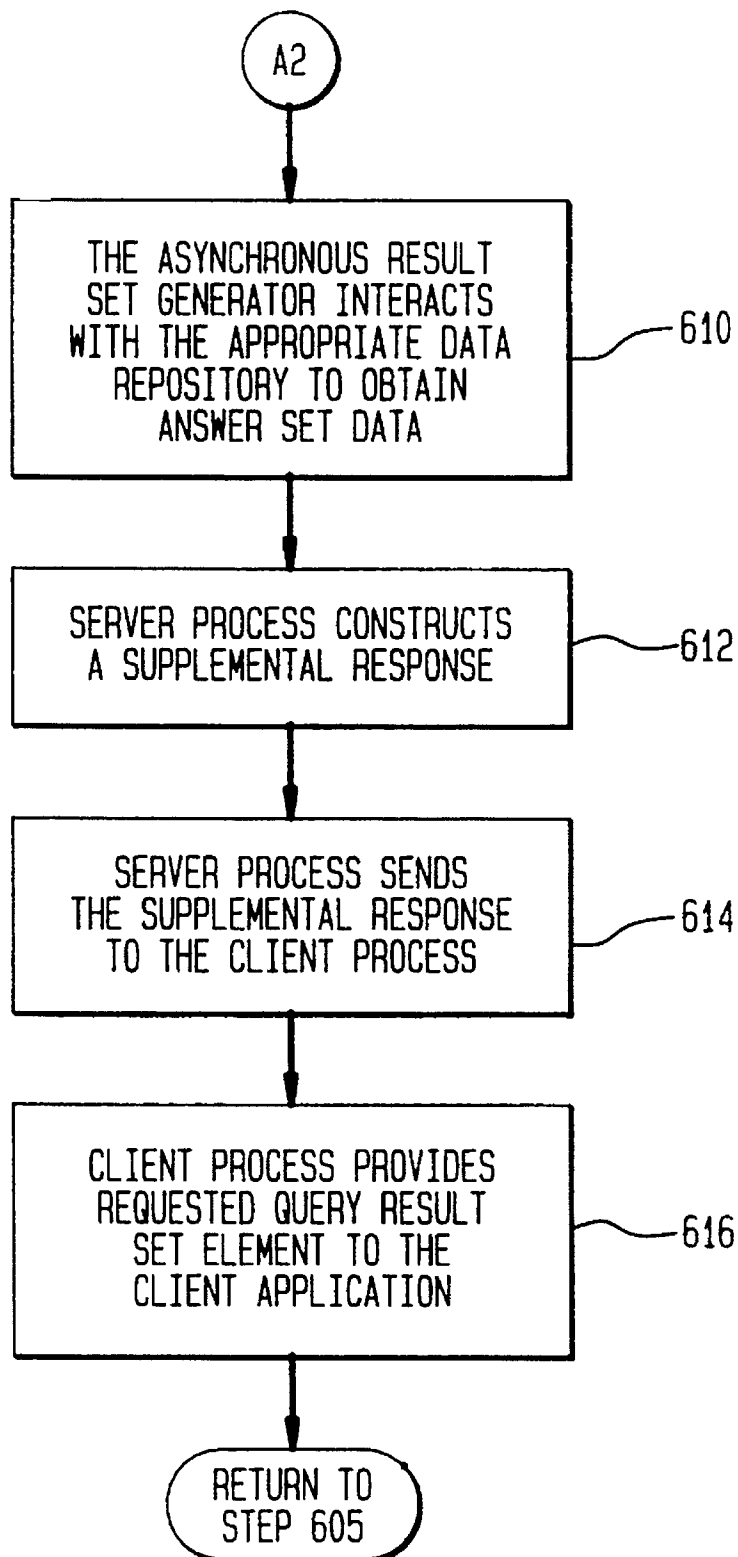 A2
THE ASYNCHRONOUS RESULT
SET GENERATOR INTERACTS
WITH THE APPROPRIATE DATA
REPOSITORY TO OBTAIN
ANSWER SET DATA
610
SERVER PROCESS CONSTRUCTS
A SUPPLEMENTAL RESPONSE
612
SERVER PROCESS SENDS
THE SUPPLEMENTAL RESPONSE
TO THE CLIENT PROCESS
614
CLIENT PROCESS PROVIDES
REQUESTED QUERY RESULT
SET ELEMENT TO THE
CLIENT APPLICATION
616
RETURN TO
STEP 605